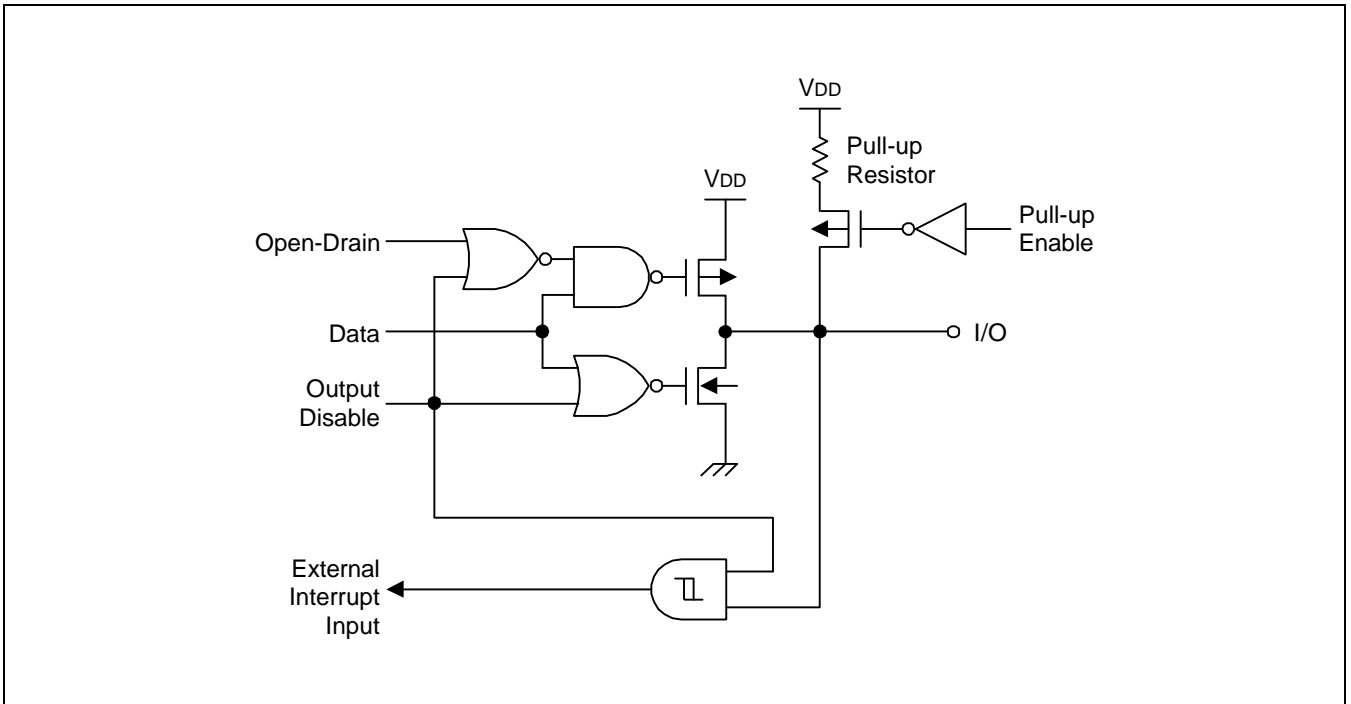 VDD
Pull-up
Resistor
VDD
Pull-up
Enable
Open-Drain
Data
I/O
Output
Disable
External
Interrupt
Input